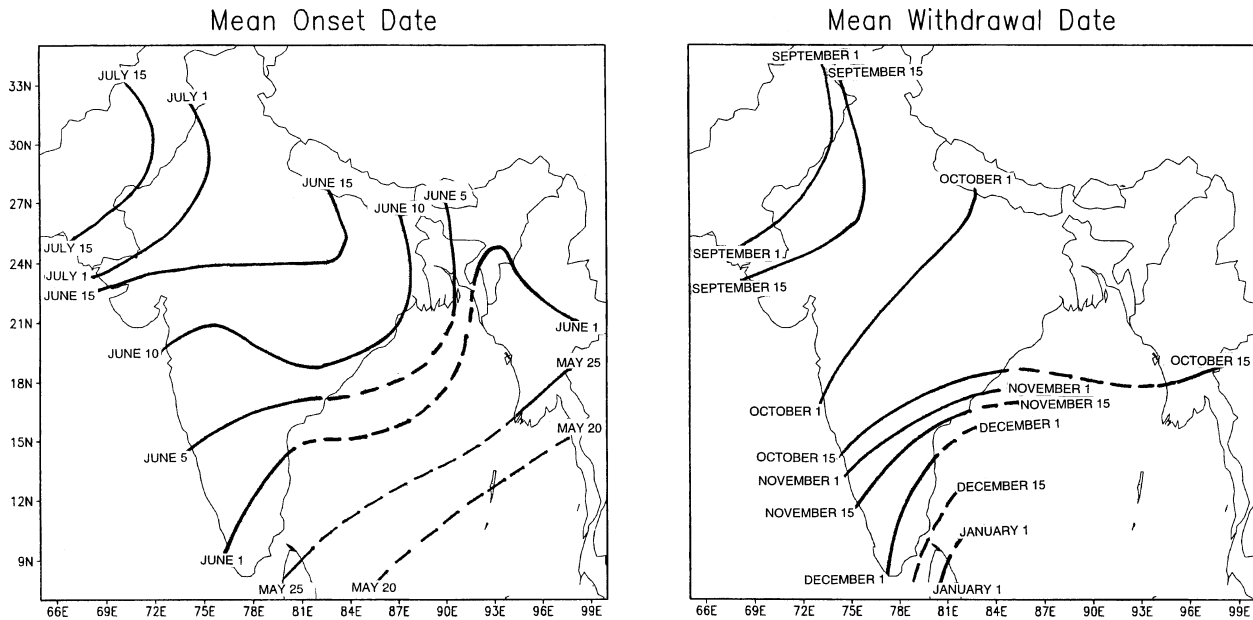 Mean Onset Date
JULY 15
JULY 1
JUNE 15
JUNE 10
JUNE 5
JULY 15
JULY 1
JUNE 15
JUNE 10
JUNE 1
MAY 25
MAY 20
JUNE 5
JUNE 1
MAY 25
MAY 20
33N
30N
27N
24N
21N
18N
15N
12N
9N
66E 69E 72E 75E 78E 81E 84E 87E 90E 93E 96E 99E
Mean Withdrawal Date
SEPTEMBER 1
SEPTEMBER 15
OCTOBER 1
SEPTEMBER 1
SEPTEMBER 15
OCTOBER 15
NOVEMBER 1
NOVEMBER 15
OCTOBER 1
DECEMBER 1
OCTOBER 15
NOVEMBER 1
DECEMBER 15
NOVEMBER 15
JANUARY 1
DECEMBER 1
JANUARY 1
66E 69E 72E 75E 78E 81E 84E 87E 90E 93E 96E 99E